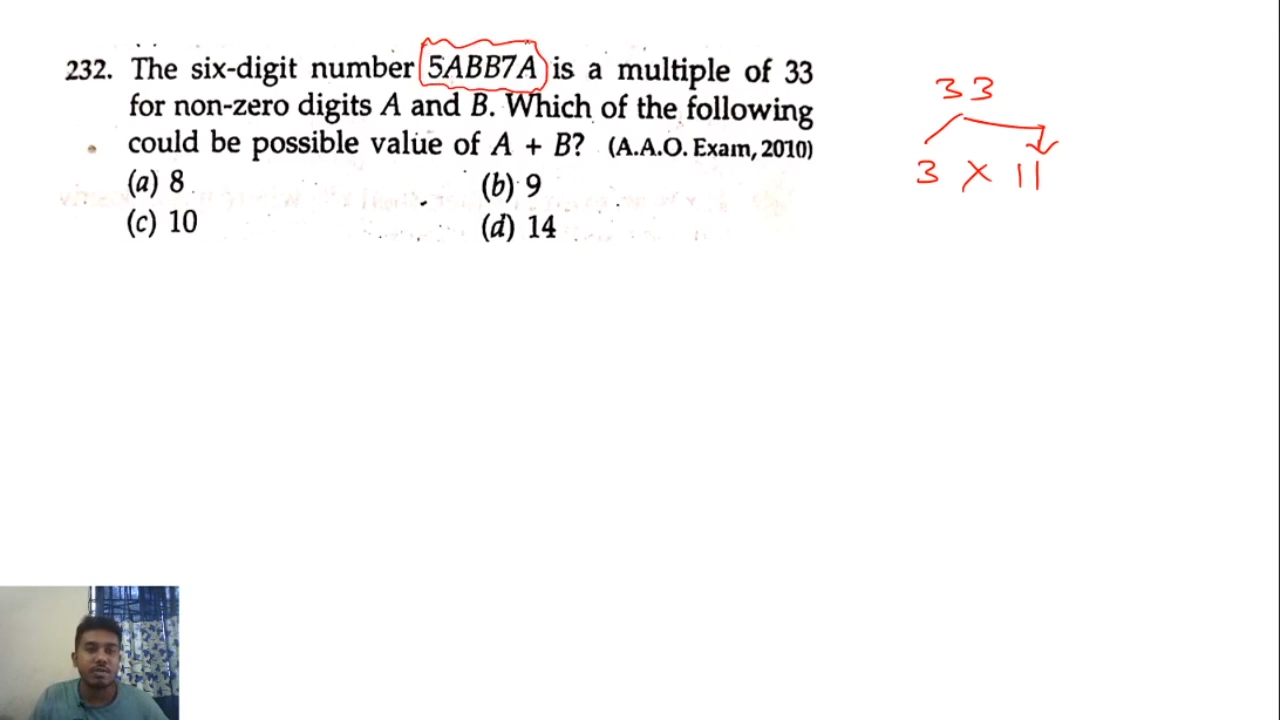 232. The six-digit number 5ABB7A is a multiple of 33
for non-zero digits A and B. Which of the following
could be possible value of A + B? (A.A.O. Exam, 2010)
(a) 8 (b) 9
(c) 10 (d) 14
33
3 × 11